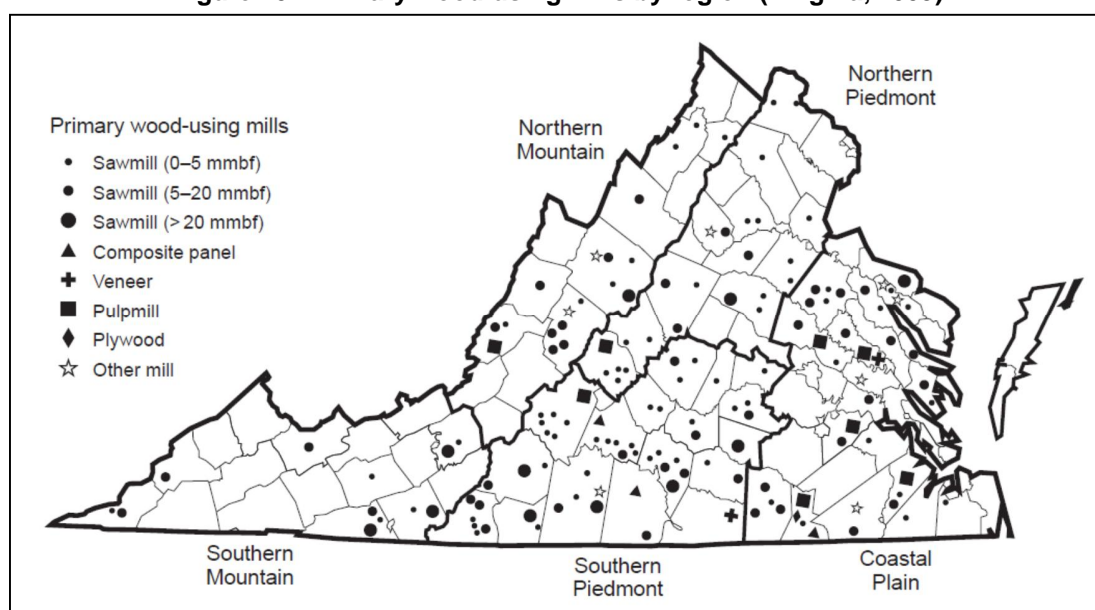 Primary wood-using mills
Sawmill (0–5 mmbf)
Sawmill (5–20 mmbf)
Sawmill (> 20 mmbf)
Composite panel
Veneer
Pulpmill
Plywood
Other mill
Northern
Mountain
Northern
Piedmont
Southern
Mountain
Southern
Piedmont
Coastal
Plain